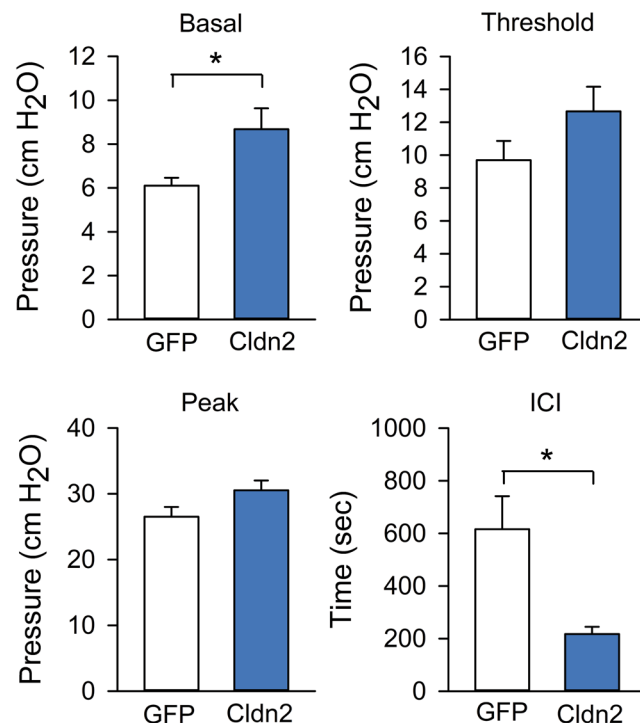 Basal
Pressure (cm H₂O)
12
10
8
6
4
2
0
*
GFP
Cldn2
Threshold
Pressure (cm H₂O)
16
14
12
10
8
6
4
2
0
GFP
Cldn2
Peak
Pressure (cm H₂O)
40
30
20
10
0
GFP
Cldn2
ICI
Time (sec)
1000
800
600
400
200
0
*
GFP
Cldn2